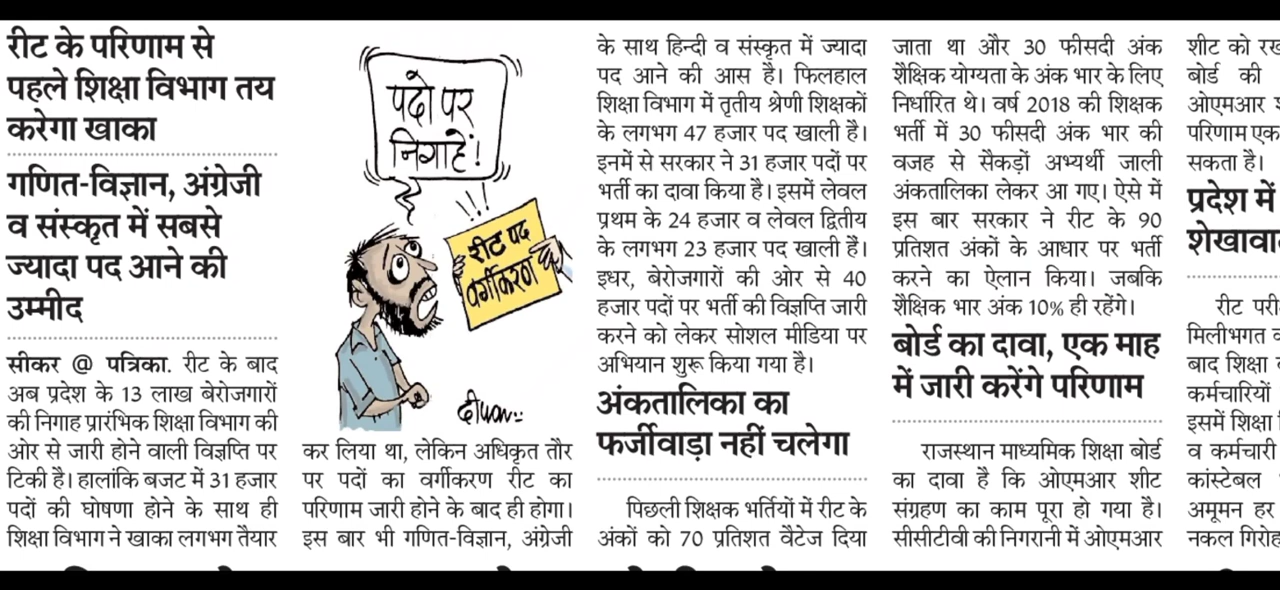 रीट के परिणाम से
पहले शिक्षा विभाग तय
करेगा खाका
गणित-विज्ञान, अंग्रेजी
व संस्कृत में सबसे
ज्यादा पद आने की
उम्मीद
सीकर @ पत्रिका. रीट के बाद
अब प्रदेश के 13 लाख बेरोजगारों
की निगाह प्रारंभिक शिक्षा विभाग की
ओर से जारी होने वाली विज्ञप्ति पर
टिकी है। हालांकि बजट में 31 हजार
पदों की घोषणा होने के साथ ही
शिक्षा विभाग ने खाका लगभग तैयार
पदों पर
निगाहें!
रीट पद
वर्गीकरण
कर लिया था, लेकिन अधिकृत तौर
पर पदों का वर्गीकरण रीट का
परिणाम जारी होने के बाद ही होगा।
इस बार भी गणित-विज्ञान, अंग्रेजी
के साथ हिन्दी व संस्कृत में ज्यादा
पद आने की आस है। फिलहाल
शिक्षा विभाग में तृतीय श्रेणी शिक्षकों
के लगभग 47 हजार पद खाली है।
इनमें से सरकार ने 31 हजार पदों पर
भर्ती का दावा किया है। इसमें लेवल
प्रथम के 24 हजार व लेवल द्वितीय
के लगभग 23 हजार पद खाली हैं।
इधर, बेरोजगारों की ओर से 40
हजार पदों पर भर्ती की विज्ञप्ति जारी
करने को लेकर सोशल मीडिया पर
अभियान शुरू किया गया है।
अंकतालिका का
फर्जीवाड़ा नहीं चलेगा
पिछली शिक्षक भर्तियों में रीट के
अंकों को 70 प्रतिशत वैटेज दिया
जाता था और 30 फीसदी अंक
शैक्षिक योग्यता के अंक भार के लिए
निर्धारित थे। वर्ष 2018 की शिक्षक
भर्ती में 30 फीसदी अंक भार की
वजह से सैकड़ों अभ्यर्थी जाली
अंकतालिका लेकर आ गए। ऐसे में
इस बार सरकार ने रीट के 90
प्रतिशत अंकों के आधार पर भर्ती
करने का ऐलान किया। जबकि
शैक्षिक भार अंक 10% ही रहेंगे।
बोर्ड का दावा, एक माह
में जारी करेंगे परिणाम
राजस्थान माध्यमिक शिक्षा बोर्ड
का दावा है कि ओएमआर शीट
संग्रहण का काम पूरा हो गया है।
सीसीटीवी की निगरानी में ओएमआर
शीट को
बोर्ड की
ओएमआर
परिणाम एक
सकता है।
प्रदेश में
रीट
मिलीभगत
बाद शिक्षा
कर्मचारियों
इसमें शिक्षा
व कर्मचारी
कांस्टेबल
अमूमन हर
नकल